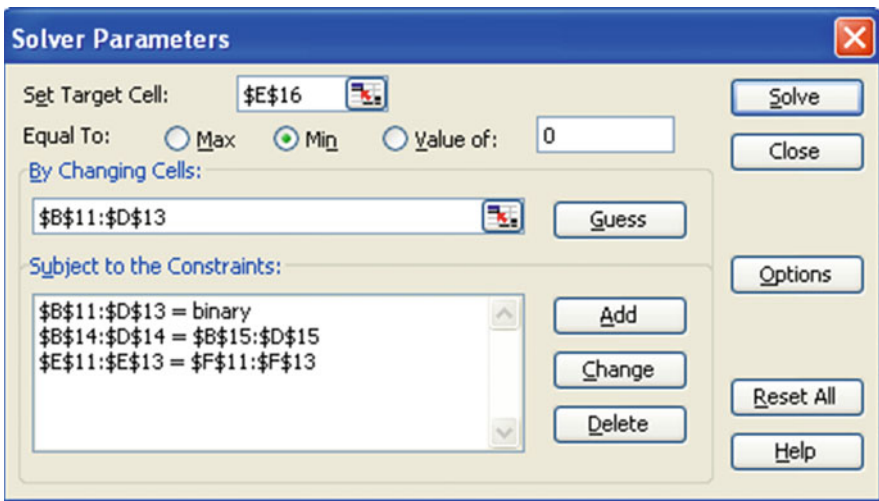 Solver Parameters
Set Target Cell: $E$16
Solve
Equal To: Max Min Value of: 0
Close
By Changing Cells:
$B$11:$D$13
Guess
Subject to the Constraints:
Options
$B$11:$D$13 = binary
Add
$B$14:$D$14 = $B$15:$D$15
$E$11:$E$13 = $F$11:$F$13
Change
Reset All
Delete
Help